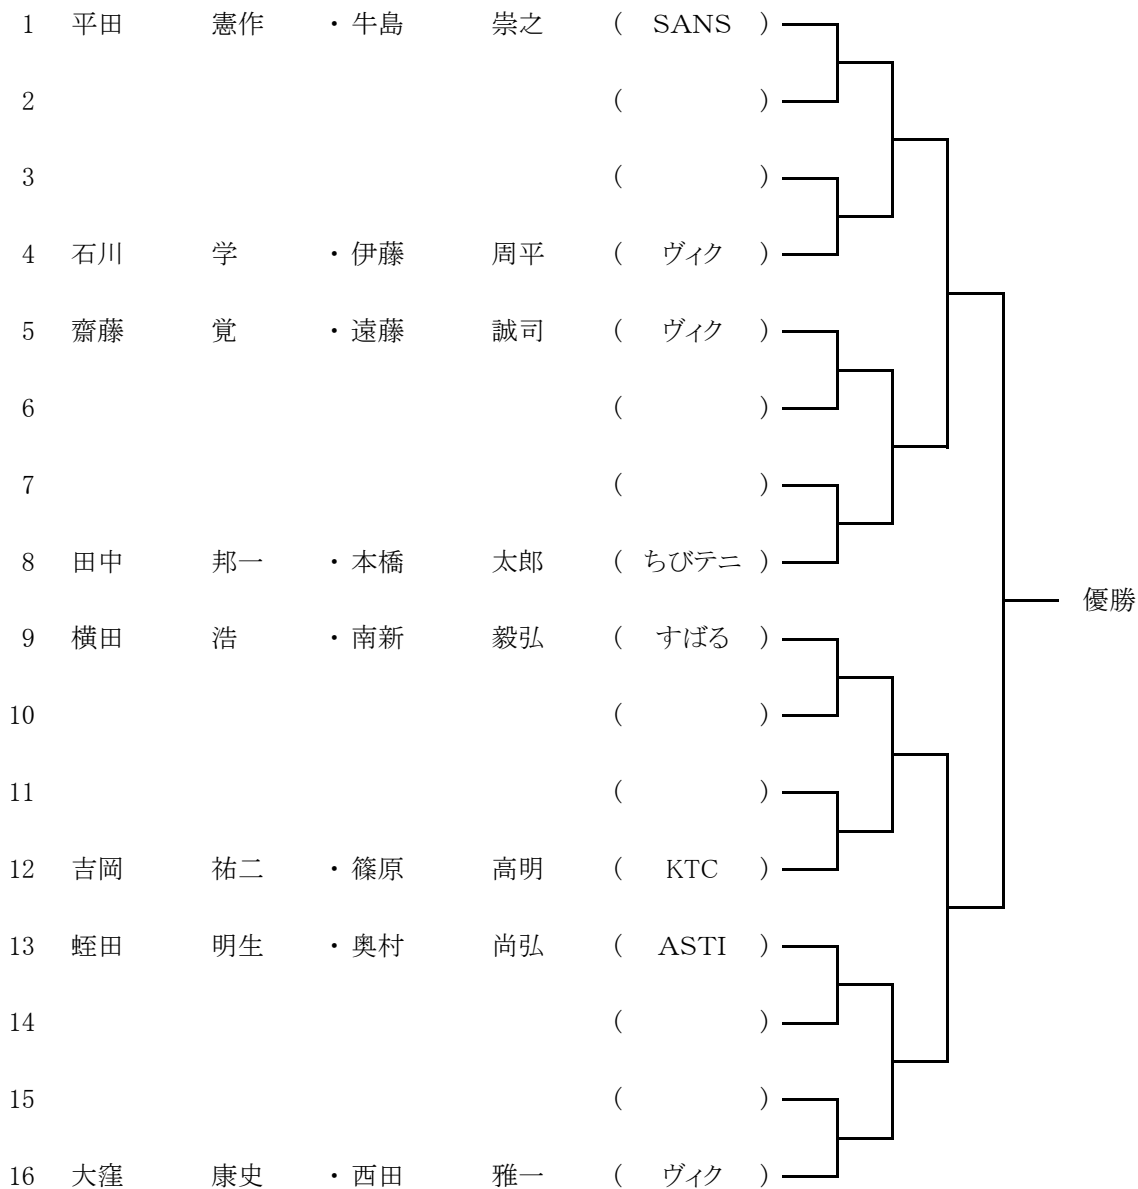 1 平田 憲作 ・牛島 崇之 ( SANS )
2 ( )
3 ( )
4 石川 学 ・伊藤 周平 ( ヴィク )
5 齋藤 覚 ・遠藤 誠司 ( ヴィク )
6 ( )
7 ( )
8 田中 邦一 ・本橋 太郎 ( ちびテニ )
優勝
9 横田 浩 ・南新 毅弘 ( すばる )
10 ( )
11 ( )
12 吉岡 祐二 ・篠原 高明 ( KTC )
13 蛭田 明生 ・奥村 尚弘 ( ASTI )
14 ( )
15 ( )
16 大窪 康史 ・西田 雅一 ( ヴィク )